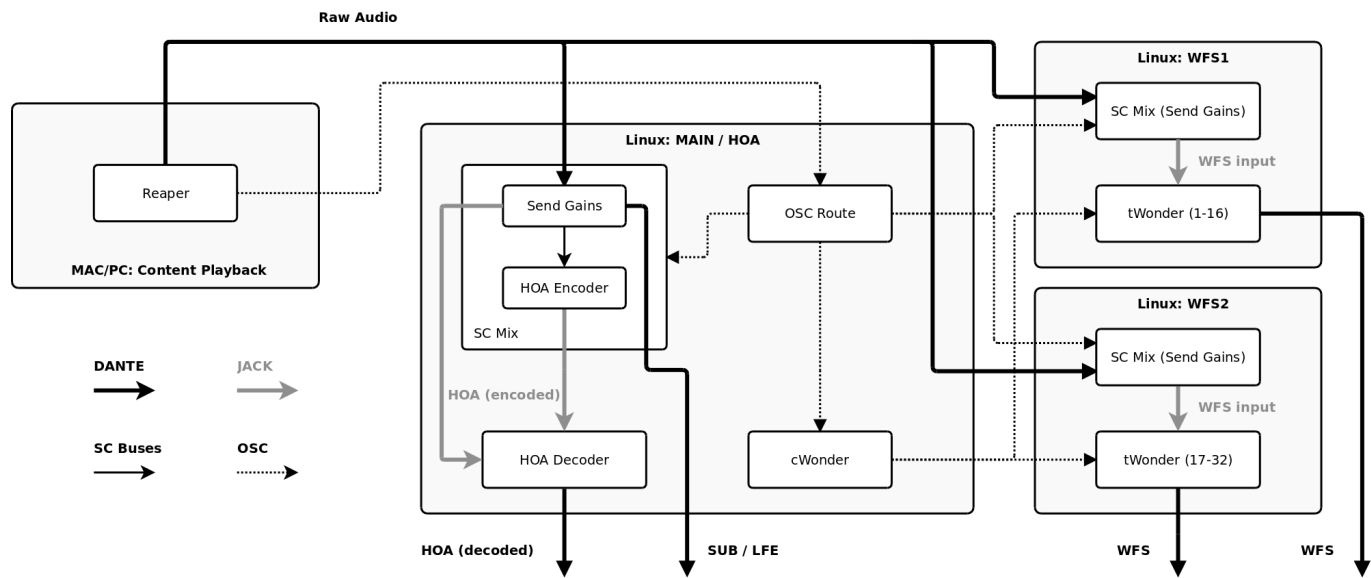 Raw Audio
Linux: WFS1
SC Mix (Send Gains)
WFS input
tWonder (1-16)
Linux: MAIN / HOA
Reaper
MAC/PC: Content Playback
Send Gains
OSC Route
HOA Encoder
SC Mix
Linux: WFS2
SC Mix (Send Gains)
WFS input
tWonder (17-32)
DANTE
JACK
HOA (encoded)
SC Buses
OSC
HOA Decoder
cWonder
HOA (decoded)
SUB / LFE
WFS
WFS